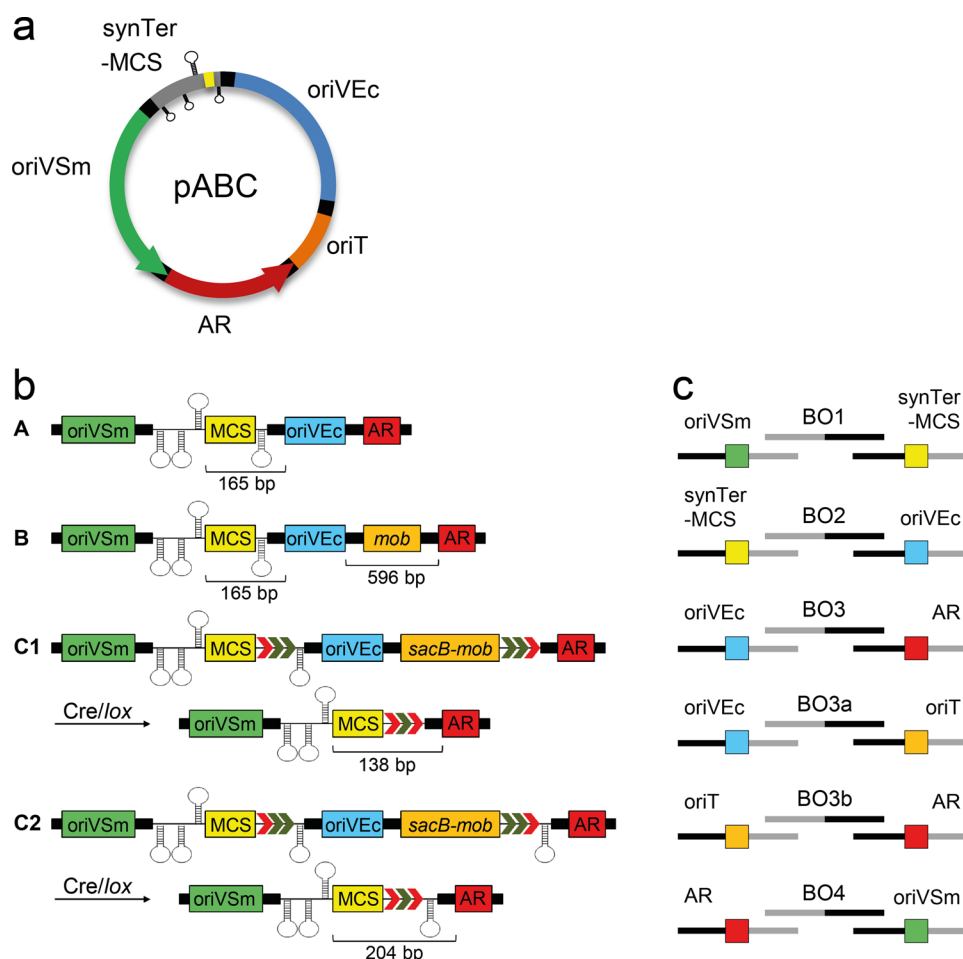 a
synTer
-MCS
oriVEc
oriVSm
pABC
oriT
AR
b
A
oriVSm MCS oriVEc AR
165 bp
B
oriVSm MCS oriVEc mob AR
165 bp 596 bp
C1
oriVSm MCS oriVEc sacB-mob AR
Cre/lox
oriVSm MCS AR
138 bp
C2
oriVSm MCS oriVEc sacB-mob AR
Cre/lox
oriVSm MCS AR
204 bp
c
oriVSm BO1 synTer
-MCS
synTer
-MCS BO2 oriVEc
oriVEc BO3 AR
oriVEc BO3a oriT
oriT BO3b AR
AR BO4 oriVSm